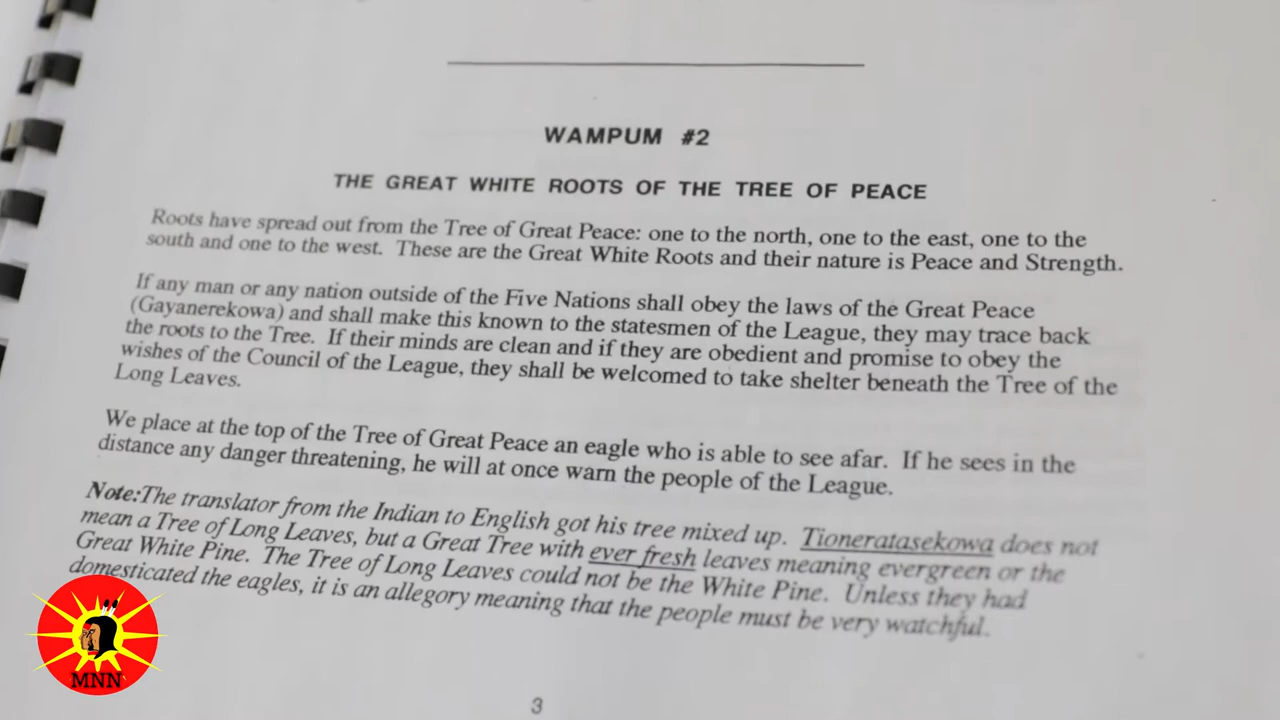 WAMPUM #2
THE GREAT WHITE ROOTS OF THE TREE OF PEACE
Roots have spread out from the Tree of Great Peace: one to the north, one to the east, one to the
south and one to the west. These are the Great White Roots and their nature is Peace and Strength.
If any man or any nation outside of the Five Nations shall obey the laws of the Great Peace
(Gayanerekowa) and shall make this known to the statesmen of the League, they may trace back
the roots to the Tree. If their minds are clean and if they are obedient and promise to obey the
wishes of the Council of the League, they shall be welcomed to take shelter beneath the Tree of the
Long Leaves.
We place at the top of the Tree of Great Peace an eagle who is able to see afar. If he sees in the
distance any danger threatening, he will at once warn the people of the League.
Note:The translator from the Indian to English got his tree mixed up. Tioneratasekowa does not
mean a Tree of Long Leaves, but a Great Tree with ever fresh leaves meaning evergreen or the
Great White Pine. The Tree of Long Leaves could not be the White Pine. Unless they had
domesticated the eagles, it is an allegory meaning that the people must be very watchful.
MNN
3